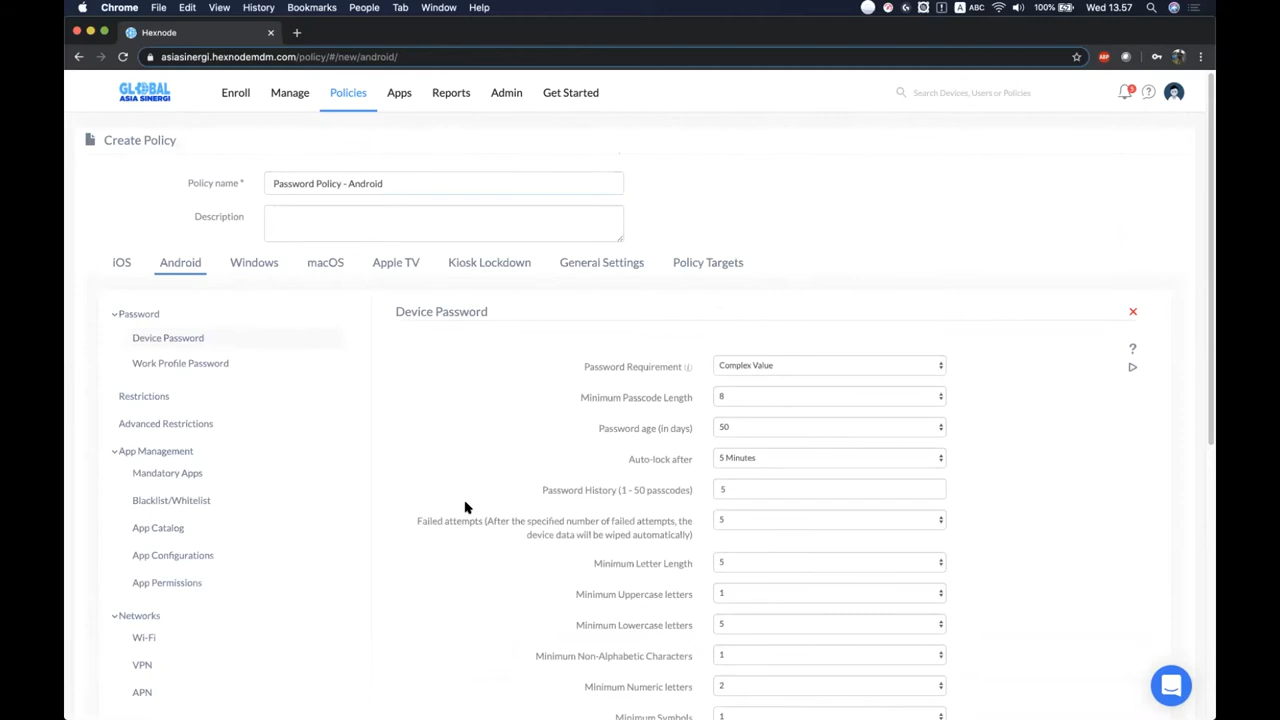 Chrome File Edit View History Bookmarks People Tab Window Help A ABC 100% Wed 13.57
Hexnode
asiasinergi.hexnodemdm.com/policy/#/new/android/
GLOBAL
ASIA SINERGI
Enroll Manage Policies Apps Reports Admin Get Started Search Devices, Users or Policies
Create Policy
Policy name * Password Policy - Android
Description
iOS Android Windows macOS Apple TV Kiosk Lockdown General Settings Policy Targets
Password
Device Password
Work Profile Password
Restrictions
Advanced Restrictions
App Management
Mandatory Apps
Blacklist/Whitelist
App Catalog
App Configurations
App Permissions
Networks
Wi-Fi
VPN
APN
Device Password
?
Password Requirement Complex Value
Minimum Passcode Length 8
Password age (in days) 50
Auto-lock after 5 Minutes
Password History (1 - 50 passcodes) 5
Failed attempts (After the specified number of failed attempts, the 5
device data will be wiped automatically)
Minimum Letter Length 5
Minimum Uppercase letters 1
Minimum Lowercase letters 5
Minimum Non-Alphabetic Characters 1
Minimum Numeric letters 2
Minimum Symbols 1